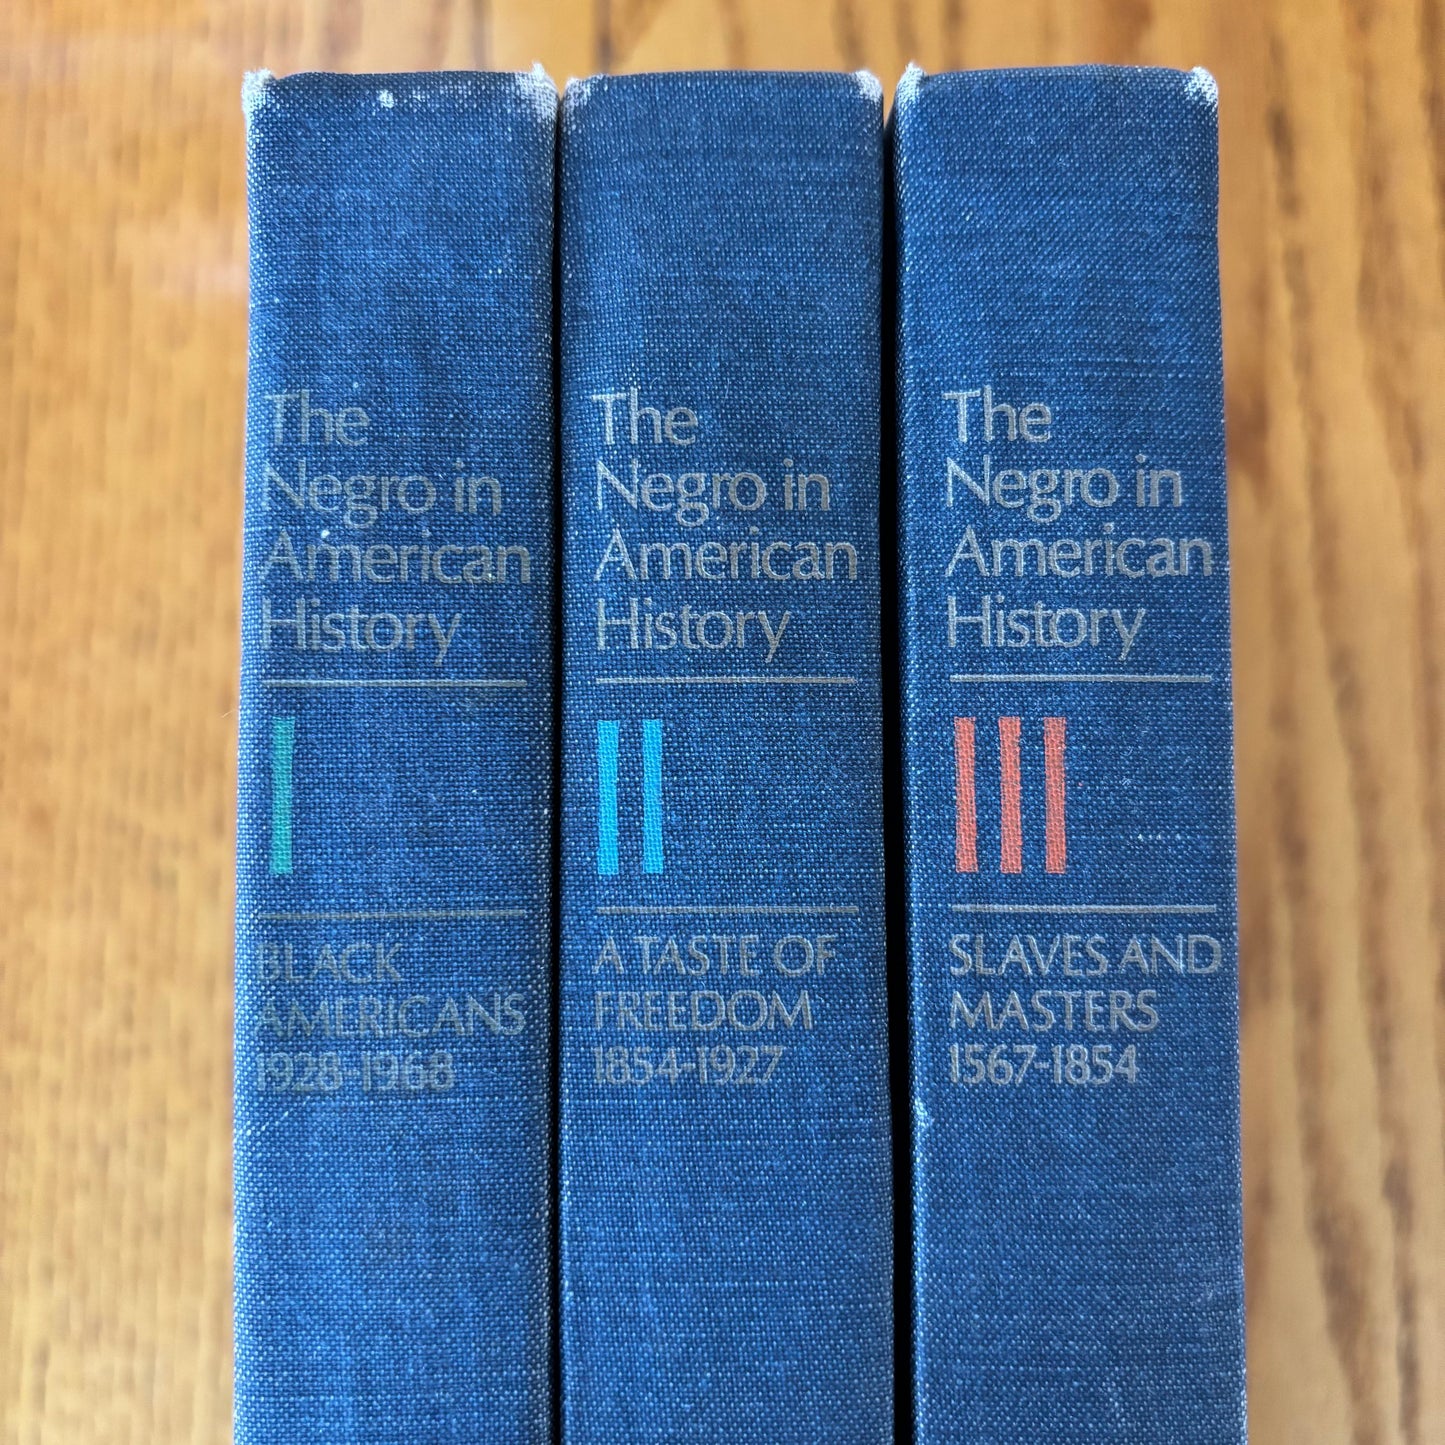 The
Negro in
American
History
I
BLACK
AMERICANS
1928-1968
The
Negro in
American
History
II
A TASTE OF
FREEDOM
1854-1927
The
Negro in
American
History
III
SLAVES AND
MASTERS
1567-1854